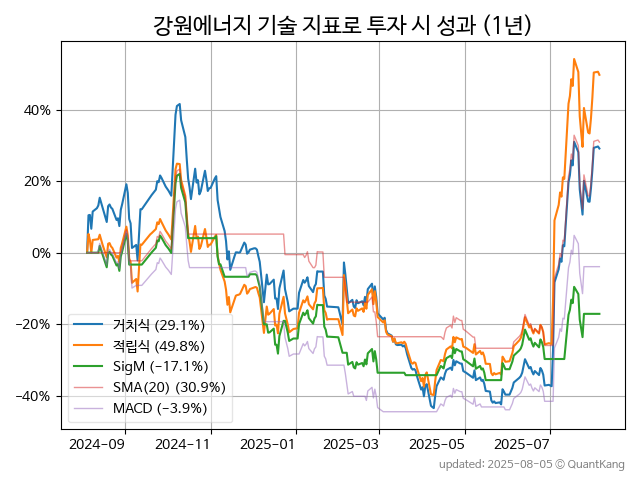 강원에너지 기술 지표로 투자 시 성과 (1년)
40%
20%
0%
−20%
−40%
거치식 (29.1%)
적립식 (49.8%)
SigM (−17.1%)
SMA(20) (30.9%)
MACD (−3.9%)
2024-09
2024-11
2025-01
2025-03
2025-05
2025-07
updated: 2025-08-05 © QuantKang